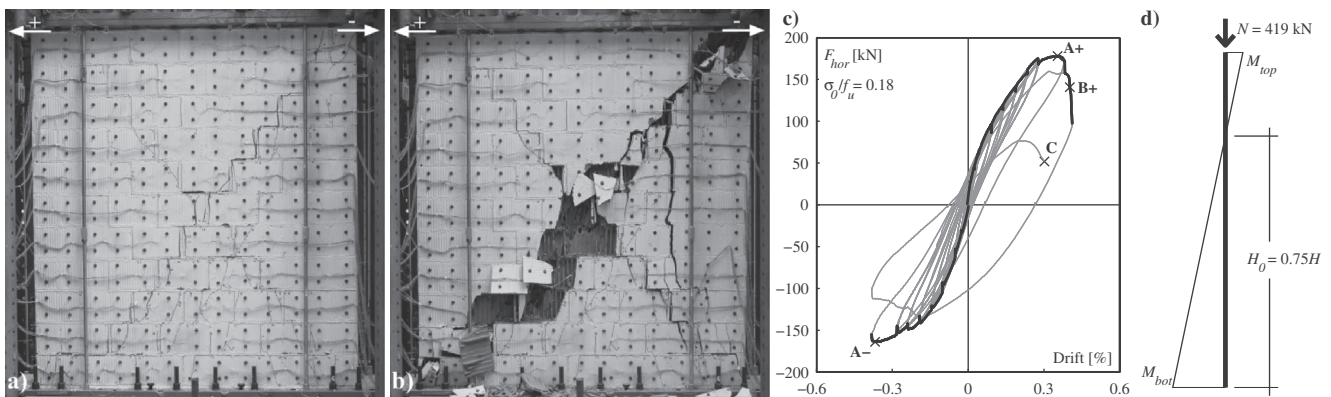 +
-
a)
+
-
b)
c)
200
150
100
50
0
−50
−100
−150
−200
F_hor [kN]
σ_0/f_u = 0.18
A+
B+
C
A−
Drift [%]
−0.6
−0.3
0
0.3
0.6
d)
N = 419 kN
M_top
H_0 = 0.75H
M_bot